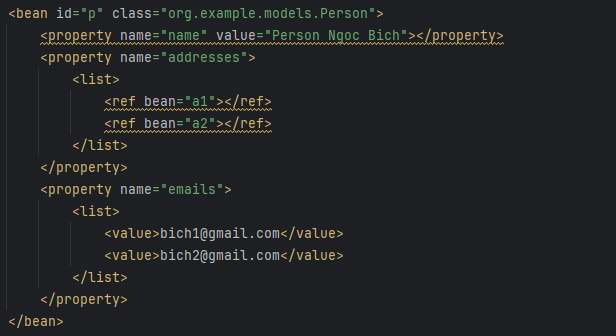 <bean id="p" class="org.example.models.Person">
<property name="name" value="Person Ngoc Bich"></property>
<property name="addresses">
<list>
<ref bean="a1"></ref>
<ref bean="a2"></ref>
</list>
</property>
<property name="emails">
<list>
<value>bich1@gmail.com</value>
<value>bich2@gmail.com</value>
</list>
</property>
</bean>